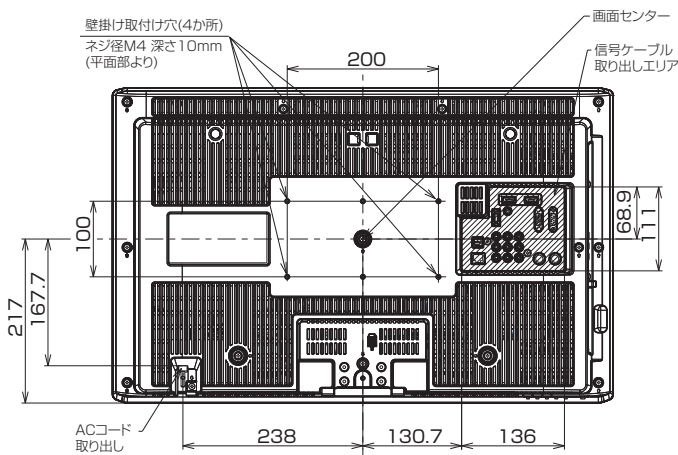 壁掛け取付け穴(4か所)
ネジ径M4 深さ10mm
(平面部より)
画面センター
信号ケーブル
取り出しエリア
200
100
68.9
111
217
167.7
ACコード
取り出し
238
130.7
136